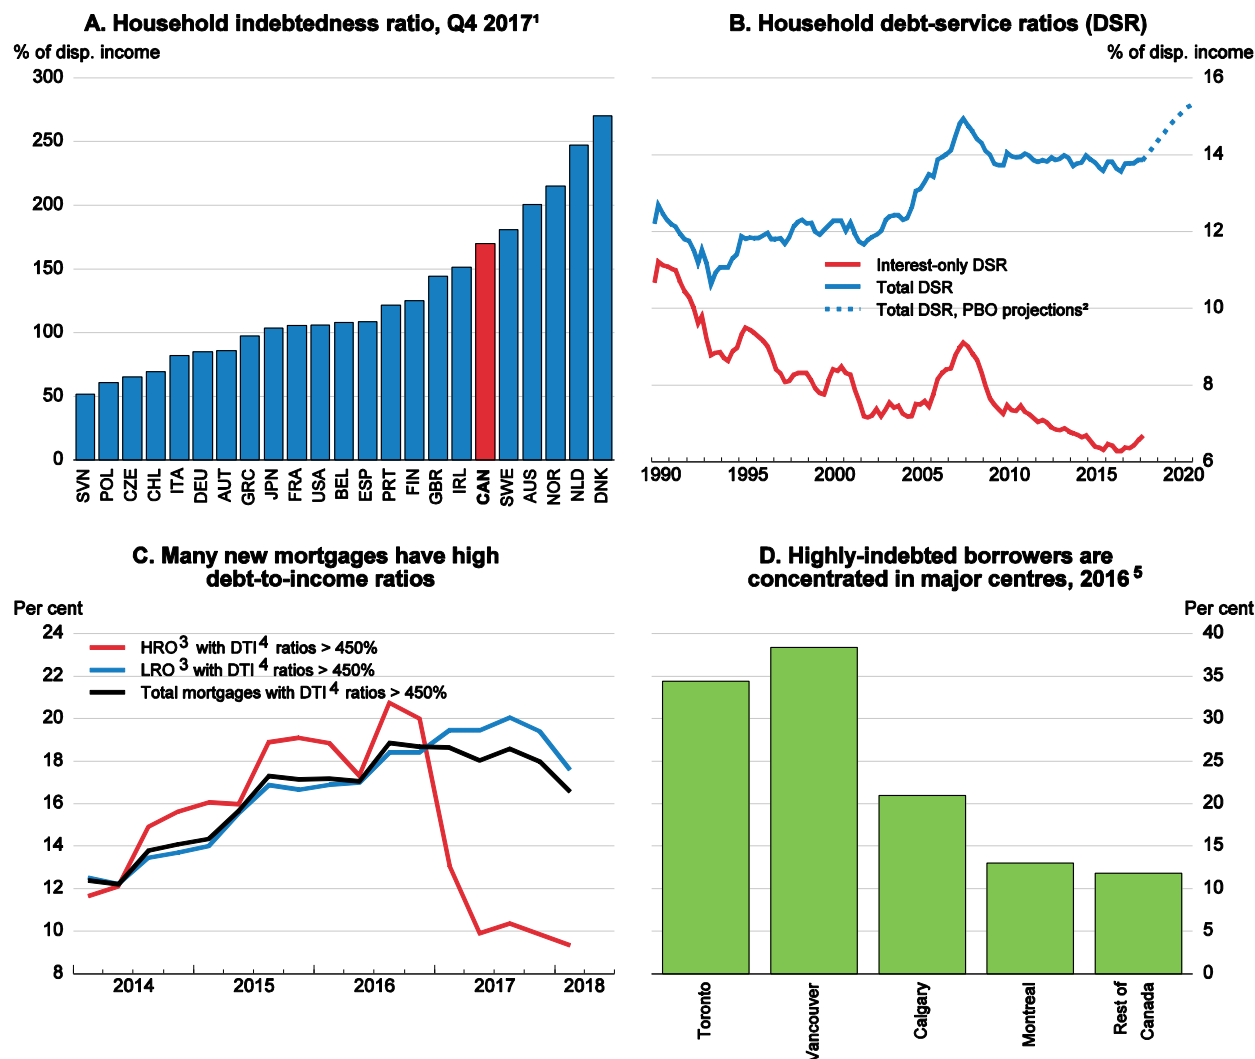 A. Household indebtedness ratio, Q4 2017¹
% of disp. income
300
250
200
150
100
50
0
SVN
POL
CZE
CHL
ITA
DEU
AUT
GRC
JPN
FRA
USA
BEL
ESP
PRT
FIN
GBR
IRL
CAN
SWE
AUS
NOR
NLD
DNK
B. Household debt-service ratios (DSR)
% of disp. income
16
14
12
10
8
6
Interest-only DSR
Total DSR
Total DSR, PBO projections²
1990
1995
2000
2005
2010
2015
2020
C. Many new mortgages have high
debt-to-income ratios
Per cent
24
22
20
18
16
14
12
10
8
HRO³ with DTI⁴ ratios > 450%
LRO³ with DTI⁴ ratios > 450%
Total mortgages with DTI⁴ ratios > 450%
2014
2015
2016
2017
2018
D. Highly-indebted borrowers are
concentrated in major centres, 2016⁵
Per cent
40
35
30
25
20
15
10
5
0
Toronto
Vancouver
Calgary
Montreal
Rest of
Canada